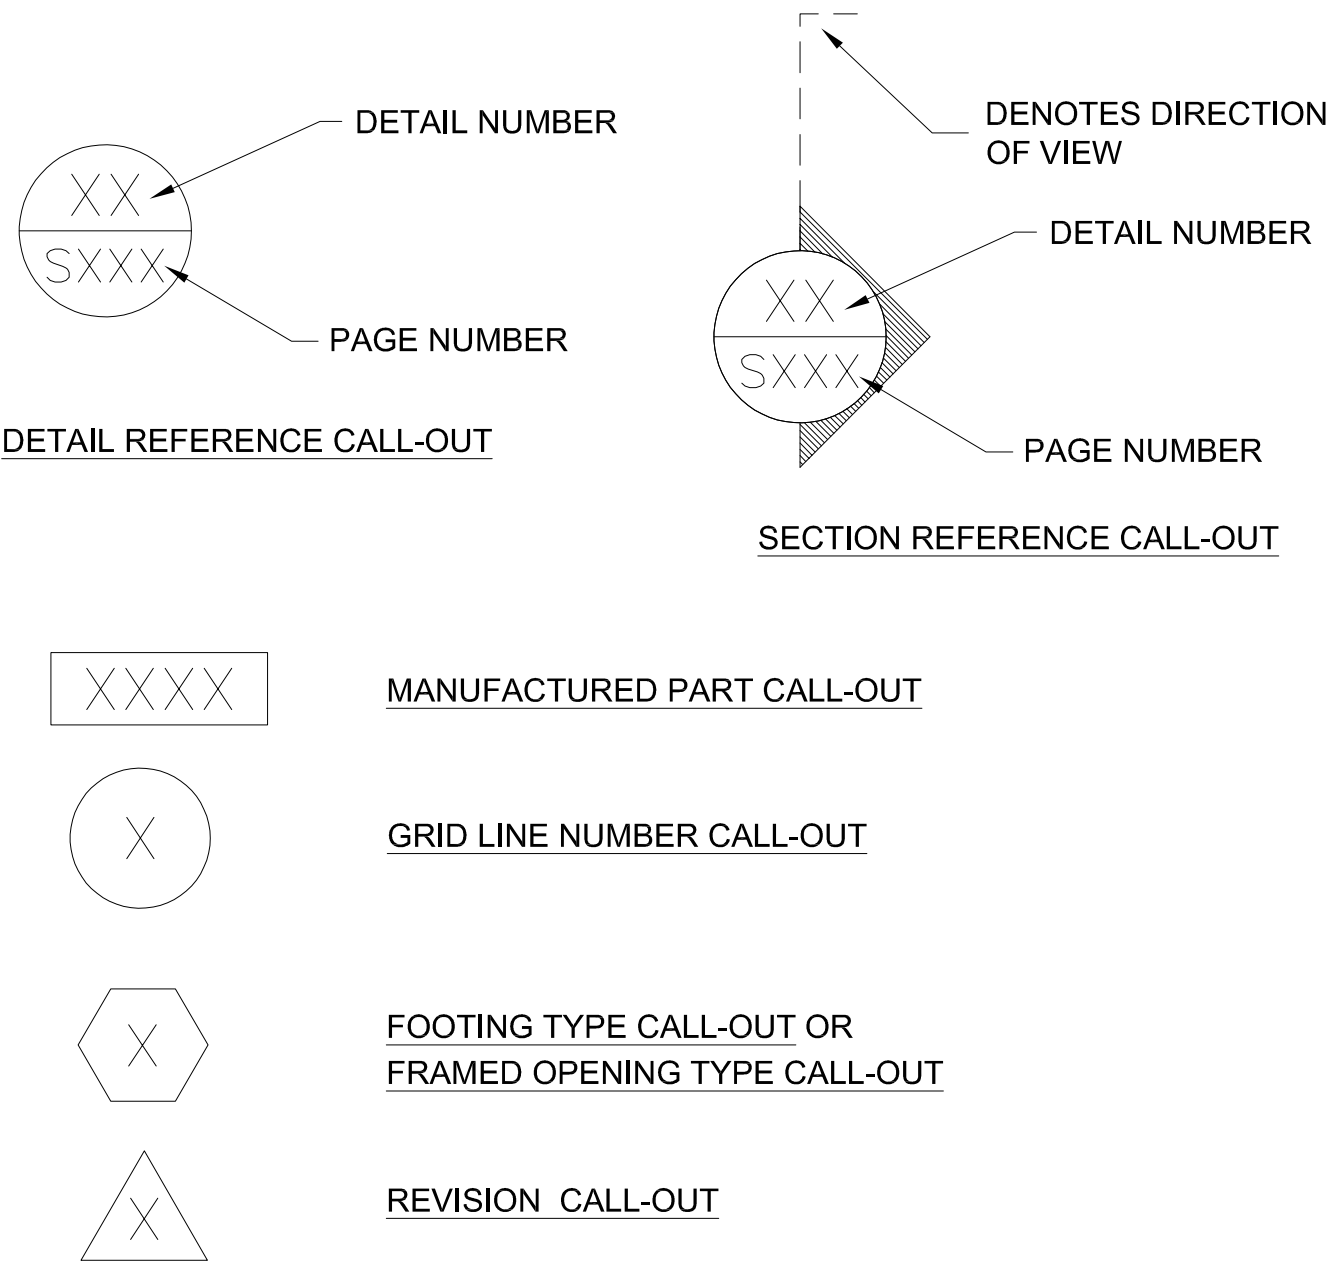 DETAIL NUMBER
XX
SXXX
PAGE NUMBER
DETAIL REFERENCE CALL-OUT
DENOTES DIRECTION
OF VIEW
DETAIL NUMBER
XX
SXXX
PAGE NUMBER
SECTION REFERENCE CALL-OUT
XXXX
MANUFACTURED PART CALL-OUT
X
GRID LINE NUMBER CALL-OUT
X
FOOTING TYPE CALL-OUT OR
FRAMED OPENING TYPE CALL-OUT
X
REVISION CALL-OUT